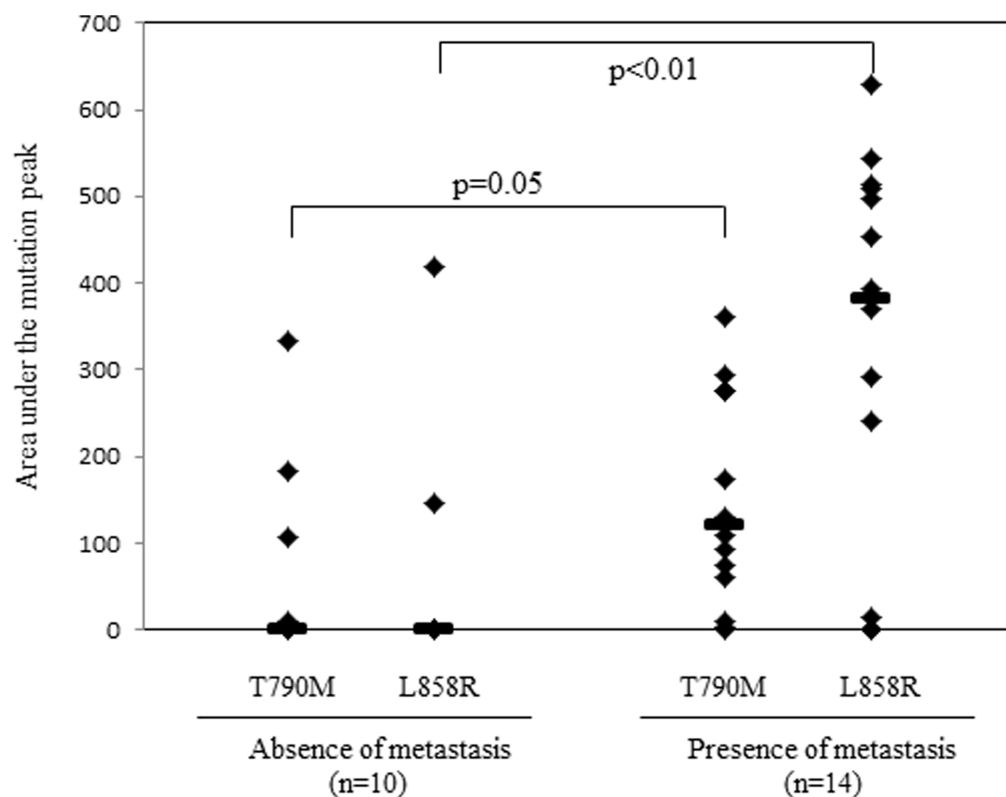 700
600
500
400
300
200
100
0
Area under the mutation peak
p<0.01
p=0.05
T790M L858R T790M L858R
Absence of metastasis Presence of metastasis
(n=10) (n=14)